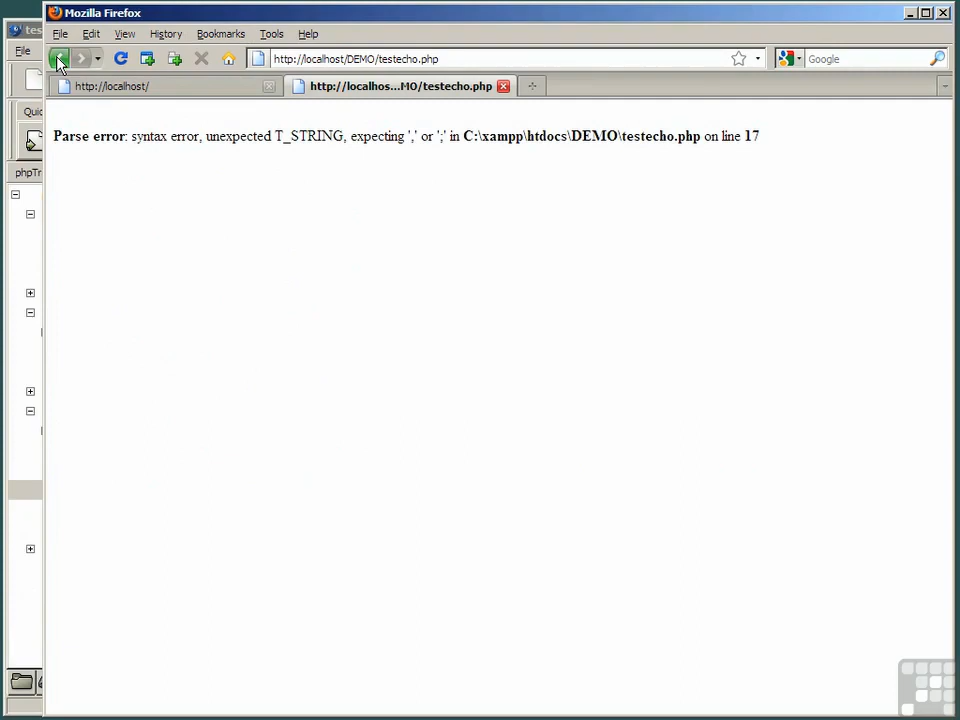 Mozilla Firefox
tes
File Edit View History Bookmarks Tools Help
File
http://localhost/DEMO/testecho.php
Google
http://localhost/
http://localhos...MO/testecho.php
Quic
Parse error: syntax error, unexpected T_STRING, expecting ',' or ';' in C:\xampp\htdocs\DEMO\testecho.php on line 17
phpTr